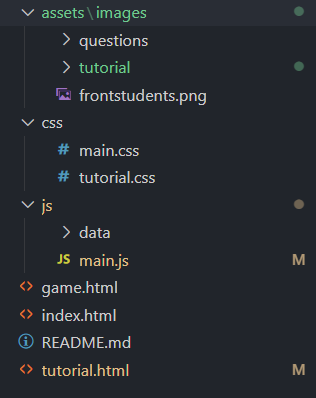 assets\images
questions
tutorial
frontstudents.png
css
# main.css
# tutorial.css
js
data
JS main.js M
<> game.html
<> index.html
README.md
<> tutorial.html M